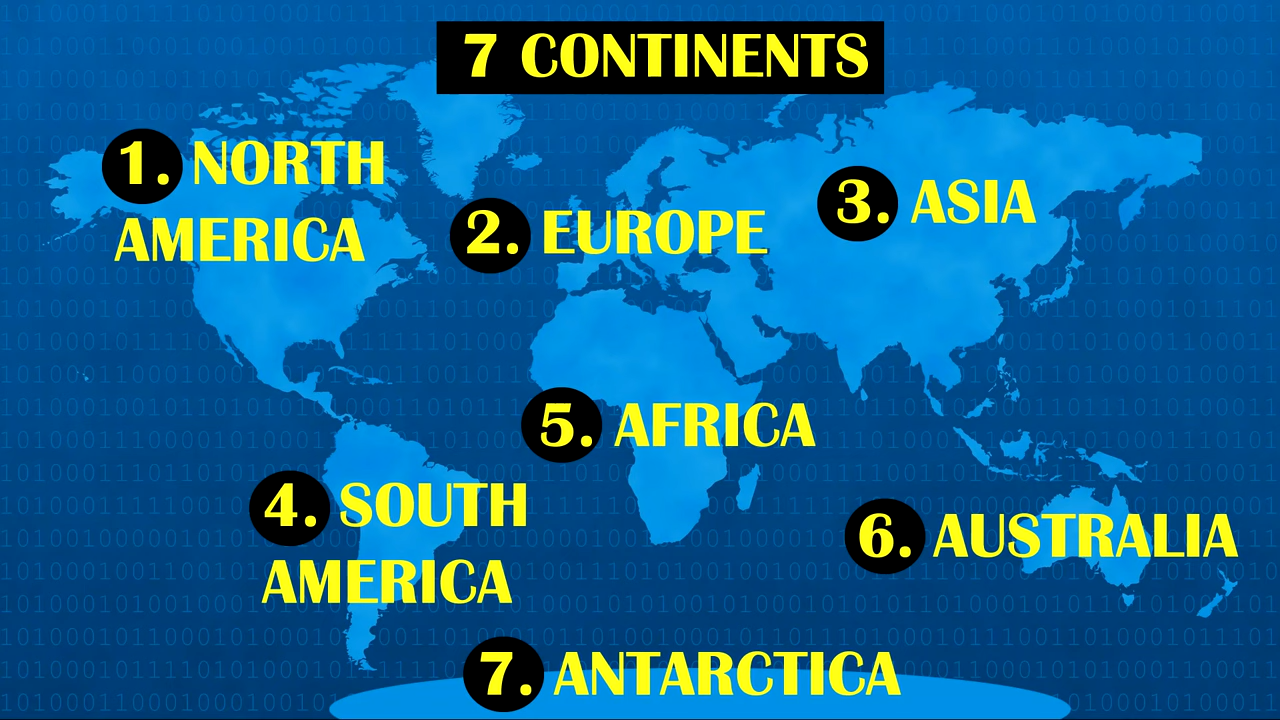 7 CONTINENTS
1. NORTH
AMERICA
2. EUROPE
3. ASIA
4. SOUTH
AMERICA
5. AFRICA
6. AUSTRALIA
7. ANTARCTICA